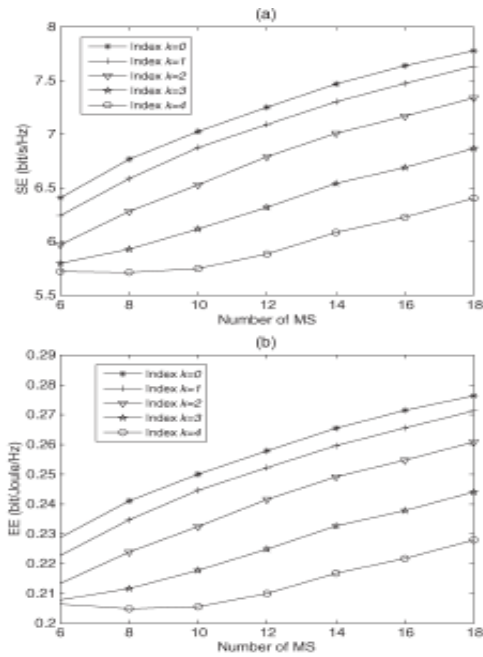 (a)
8
7.5
7
6.5
6
5.5
SE (bit/s/Hz)
Index k=0
Index k=1
Index k=2
Index k=3
Index k=4
6 8 10 12 14 16 18
Number of MS
(b)
0.29
0.28
0.27
0.26
0.25
0.24
0.23
0.22
0.21
0.2
EE (bit/Joule/Hz)
Index k=0
Index k=1
Index k=2
Index k=3
Index k=4
6 8 10 12 14 16 18
Number of MS